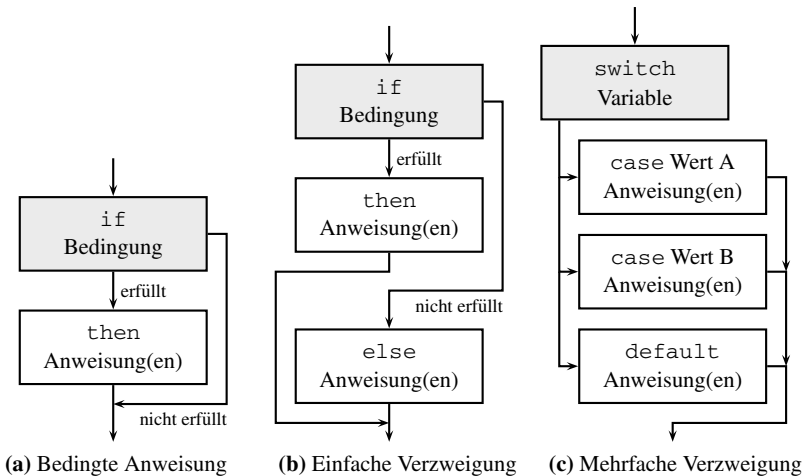 if
Bedingung
erfüllt
then
Anweisung(en)
nicht erfüllt
(a) Bedingte Anweisung
if
Bedingung
erfüllt
then
Anweisung(en)
nicht erfüllt
else
Anweisung(en)
(b) Einfache Verzweigung
switch
Variable
case Wert A
Anweisung(en)
case Wert B
Anweisung(en)
default
Anweisung(en)
(c) Mehrfache Verzweigung